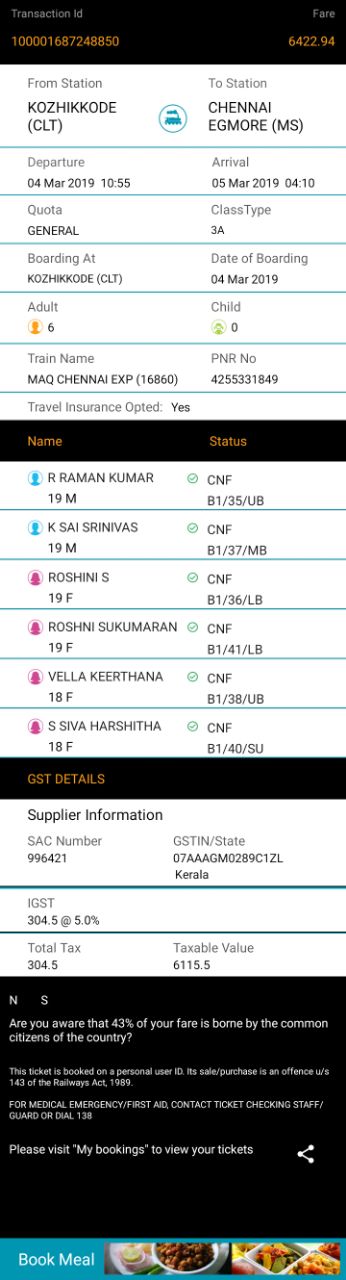 Transaction Id Fare
100001687248850 6422.94
From Station To Station
KOZHIKKODE CHENNAI
(CLT) EGMORE (MS)
Departure Arrival
04 Mar 2019 10:55 05 Mar 2019 04:10
Quota ClassType
GENERAL 3A
Boarding At Date of Boarding
KOZHIKKODE (CLT) 04 Mar 2019
Adult Child
6 0
Train Name PNR No
MAQ CHENNAI EXP (16860) 4255331849
Travel Insurance Opted: Yes
Name Status
R RAMAN KUMAR CNF
19 M B1/35/UB
K SAI SRINIVAS CNF
19 M B1/37/MB
ROSHINI S CNF
19 F B1/36/LB
ROSHNI SUKUMARAN CNF
19 F B1/41/LB
VELLA KEERTHANA CNF
18 F B1/38/UB
S SIVA HARSHITHA CNF
18 F B1/40/SU
GST DETAILS
Supplier Information
SAC Number GSTIN/State
996421 07AAAGM0289C1ZL
Kerala
IGST
304.5 @ 5.0%
Total Tax Taxable Value
304.5 6115.5
N S
Are you aware that 43% of your fare is borne by the common
citizens of the country?
This ticket is booked on a personal user ID. Its sale/purchase is an offence u/s
143 of the Railways Act, 1989.
FOR MEDICAL EMERGENCY/FIRST AID, CONTACT TICKET CHECKING STAFF/
GUARD OR DIAL 138
Please visit "My bookings" to view your tickets
Book Meal